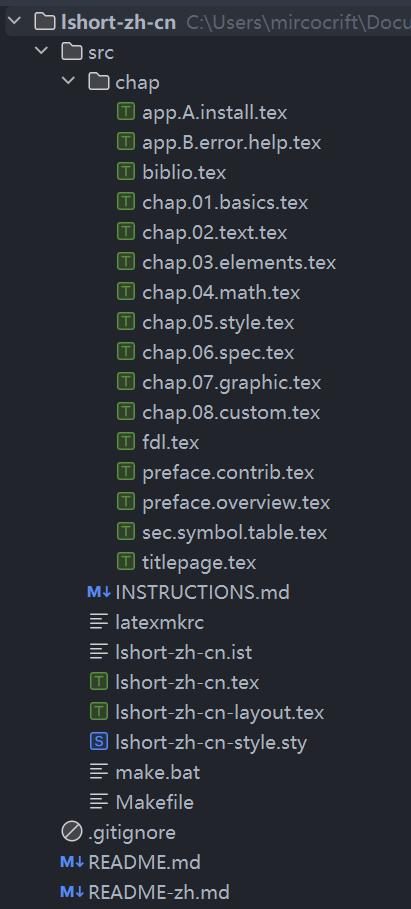 lshort-zh-cn C:\Users\mircocrift\Docu
src
chap
app.A.install.tex
app.B.error.help.tex
biblio.tex
chap.01.basics.tex
chap.02.text.tex
chap.03.elements.tex
chap.04.math.tex
chap.05.style.tex
chap.06.spec.tex
chap.07.graphic.tex
chap.08.custom.tex
fdl.tex
preface.contrib.tex
preface.overview.tex
sec.symbol.table.tex
titlepage.tex
M↓ INSTRUCTIONS.md
latexmkrc
lshort-zh-cn.ist
lshort-zh-cn.tex
lshort-zh-cn-layout.tex
lshort-zh-cn-style.sty
make.bat
Makefile
.gitignore
M↓ README.md
M↓ README-zh.md